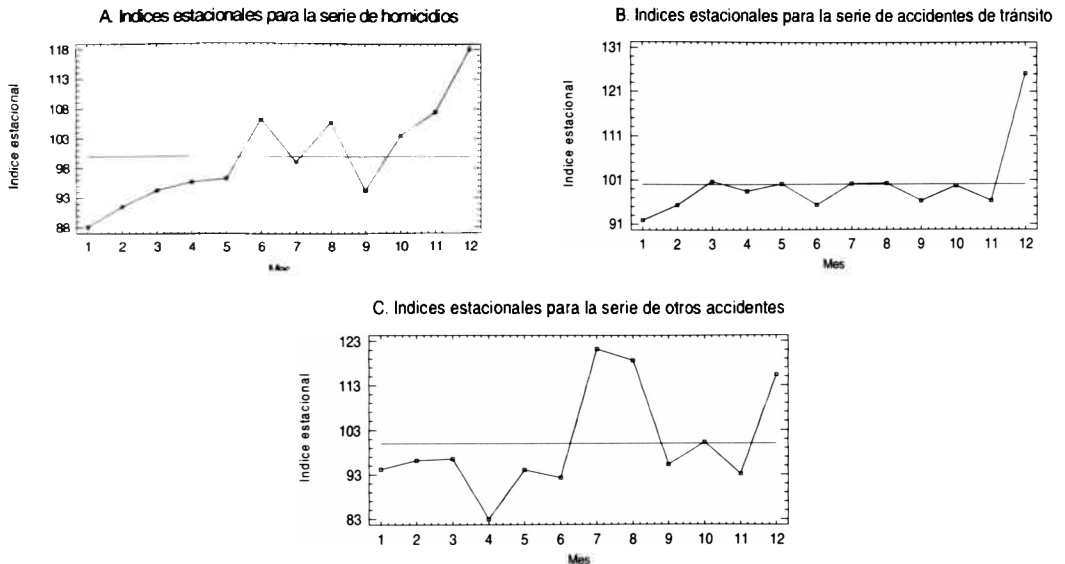 A. Indices estacionales para la serie de homicidios
Indice estacional
118
113
108
103
98
93
88
1 2 3 4 5 6 7 8 9 10 11 12
Mes
B. Indices estacionales para la serie de accidentes de tránsito
Indice estacional
131
121
111
101
91
1 2 3 4 5 6 7 8 9 10 11 12
Mes
C. Indices estacionales para la serie de otros accidentes
Indice estacional
123
113
103
93
83
1 2 3 4 5 6 7 8 9 10 11 12
Mes